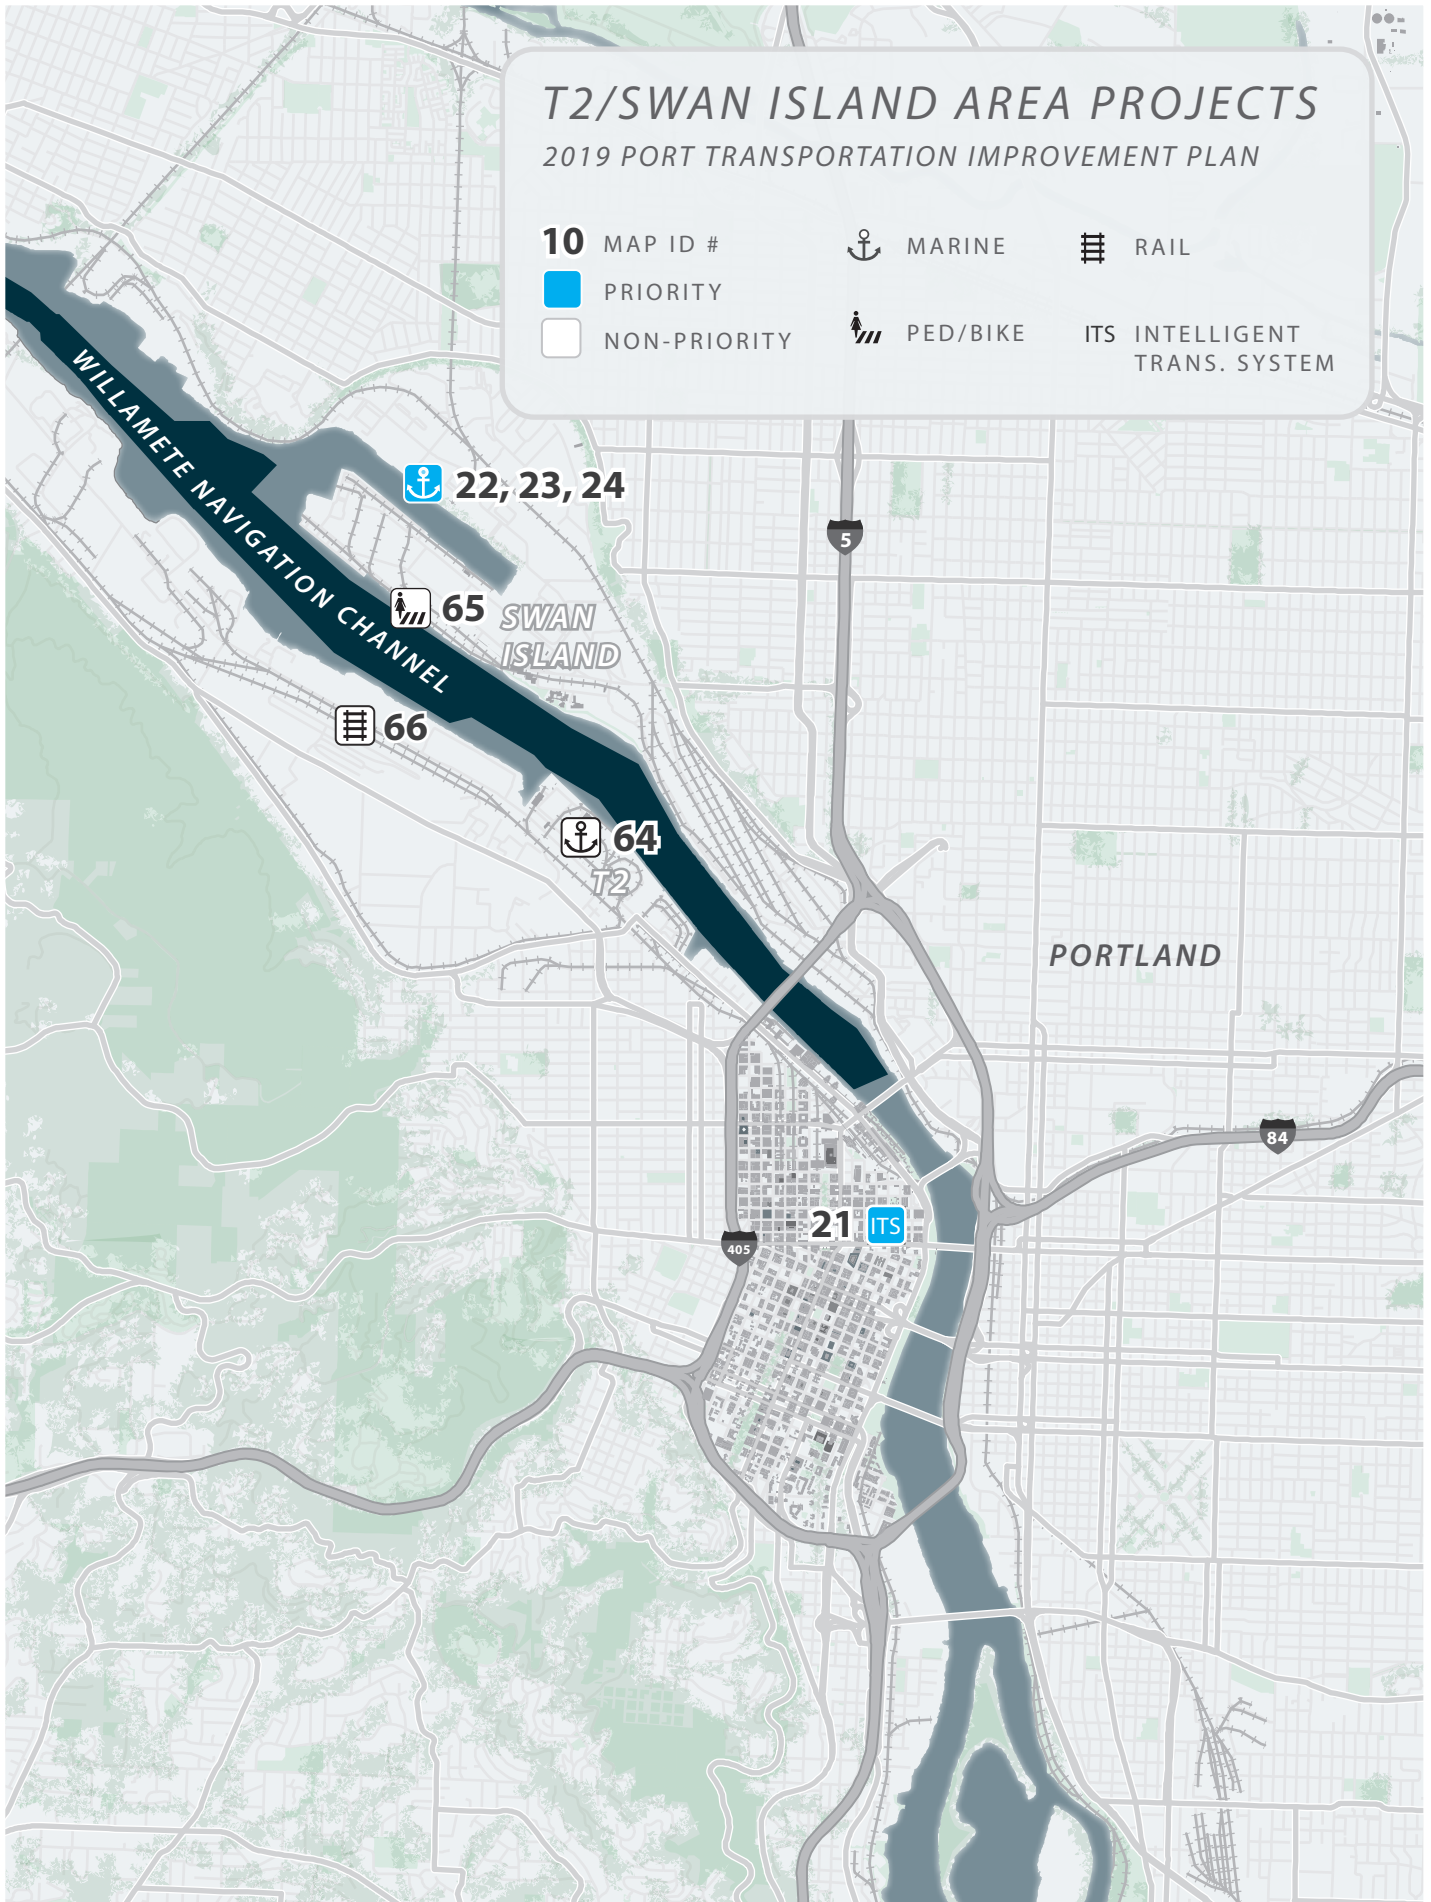 T2/SWAN ISLAND AREA PROJECTS
2019 PORT TRANSPORTATION IMPROVEMENT PLAN
10 MAP ID #
PRIORITY
NON-PRIORITY
MARINE
PED/BIKE
RAIL
ITS INTELLIGENT
TRANS. SYSTEM
WILLAMETE NAVIGATION CHANNEL
22, 23, 24
5
65
SWAN
ISLAND
66
64
T2
PORTLAND
84
21 ITS
405